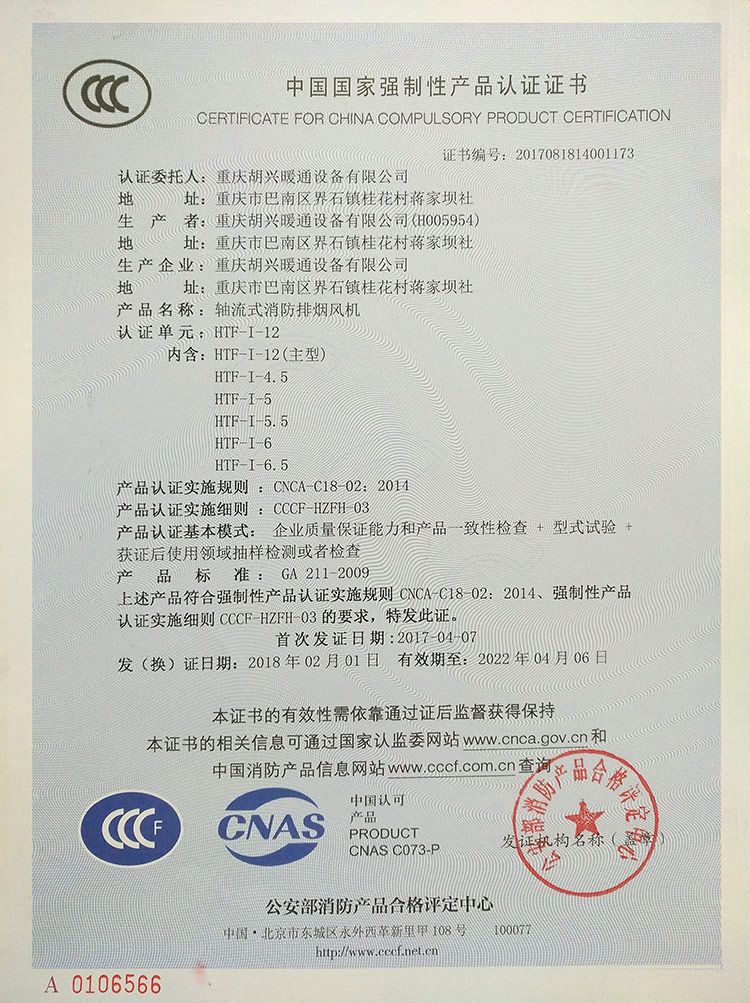 CCC
中国国家强制性产品认证证书
CERTIFICATE FOR CHINA COMPULSORY PRODUCT CERTIFICATION
证书编号：2017081814001173
认证委托人：重庆胡兴暖通设备有限公司
地 址：重庆市巴南区界石镇桂花村蒋家坝社
生 产 者：重庆胡兴暖通设备有限公司(H005954)
地 址：重庆市巴南区界石镇桂花村蒋家坝社
生产企业：重庆胡兴暖通设备有限公司
地 址：重庆市巴南区界石镇桂花村蒋家坝社
产品名称：轴流式消防排烟风机
认证单元：HTF-I-12
内含：HTF-I-12(主型)
HTF-I-4.5
HTF-I-5
HTF-I-5.5
HTF-I-6
HTF-I-6.5
产品认证实施规则 ：CNCA-C18-02：2014
产品认证实施细则 ：CCCF-HZFH-03
产品认证基本模式： 企业质量保证能力和产品一致性检查 + 型式试验 +
获证后使用领域抽样检测或者检查
产 品 标 准： GA 211-2009
上述产品符合强制性产品认证实施规则 CNCA-C18-02：2014、强制性产品
认证实施细则 CCCF-HZFH-03 的要求，特发此证。
首次发证日期:2017-04-07
发（换）证日期：2018 年 02 月 01 日 有效期至：2022 年 04 月 06 日
本证书的有效性需依靠通过证后监督获得保持
本证书的相关信息可通过国家认监委网站 www.cnca.gov.cn 和
中国消防产品信息网站 www.cccf.com.cn 查询
CCC F
CNAS
中国认可
产品
PRODUCT
CNAS C073-P
公安部消防产品合格评定中心
发证机构名称（盖章）
公安部消防产品合格评定中心
中国·北京市东城区永外西革新里甲 108 号 100077
http://www.cccf.net.cn
A 0106566